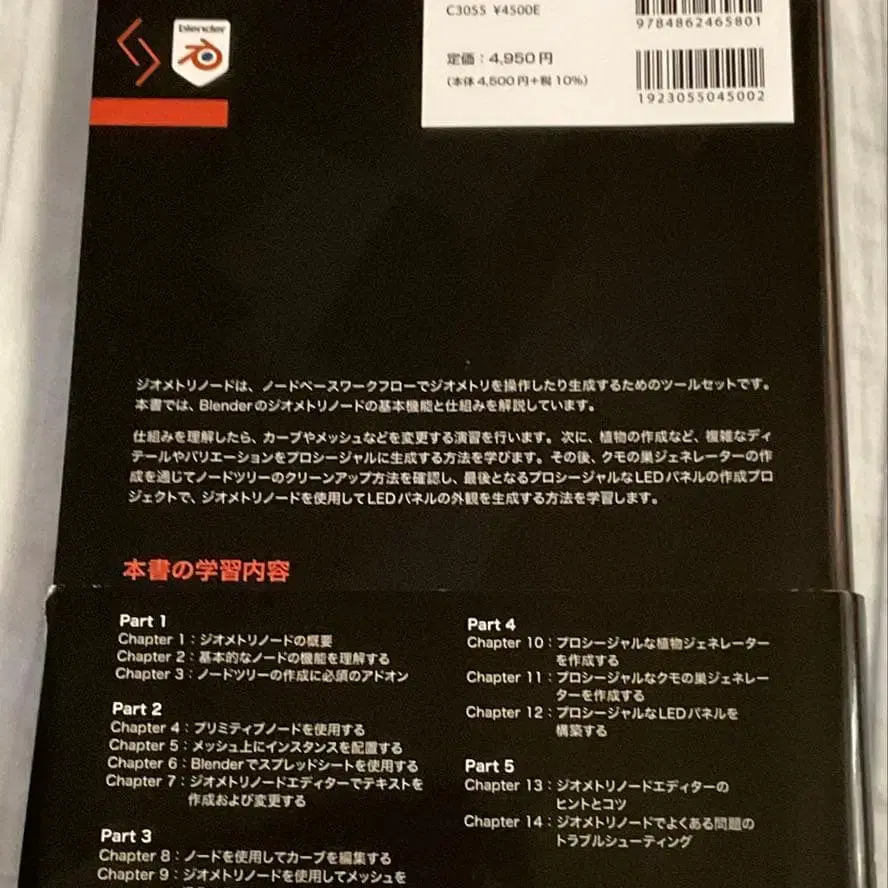 blender
C3055 ¥4500E
9784862465801
定価：4,950円
(本体 4,500円+税 10%)
1923055045002
ジオメトリノードは、ノードベースワークフローでジオメトリを操作したり生成するためのツールセットです。
本書では、Blenderのジオメトリノードの基本機能と仕組みを解説しています。
仕組みを理解したら、カーブやメッシュなどを変更する演習を行います。次に、植物の作成など、複雑なディ
テールやバリエーションをプロシージャルに生成する方法を学びます。その後、クモの巣ジェネレーターの作
成を通じてノードツリーのクリーンアップ方法を確認し、最後となるプロシージャルなLEDパネルの作成プロ
ジェクトで、ジオメトリノードを使用してLEDパネルの外観を生成する方法を学習します。
本書の学習内容
Part 1
Chapter 1：ジオメトリノードの概要
Chapter 2：基本的なノードの機能を理解する
Chapter 3：ノードツリーの作成に必須のアドオン
Part 2
Chapter 4：プリミティブノードを使用する
Chapter 5：メッシュ上にインスタンスを配置する
Chapter 6：Blenderでスプレッドシートを使用する
Chapter 7：ジオメトリノードエディターでテキストを
作成および変更する
Part 3
Chapter 8：ノードを使用してカーブを編集する
Chapter 9：ジオメトリノードを使用してメッシュを
Part 4
Chapter 10：プロシージャルな植物ジェネレーター
を作成する
Chapter 11：プロシージャルなクモの巣ジェネレー
ターを作成する
Chapter 12：プロシージャルなLEDパネルを
構築する
Part 5
Chapter 13：ジオメトリノードエディターの
ヒントとコツ
Chapter 14：ジオメトリノードでよくある問題の
トラブルシューティング